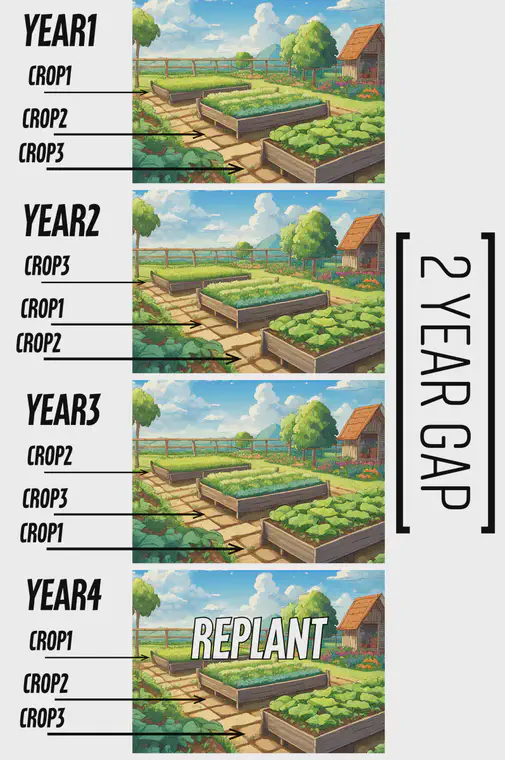 YEAR1
CROP1
CROP2
CROP3
YEAR2
CROP3
CROP1
CROP2
[2 YEAR GAP]
YEAR3
CROP2
CROP3
CROP1
YEAR4
REPLANT
CROP1
CROP2
CROP3